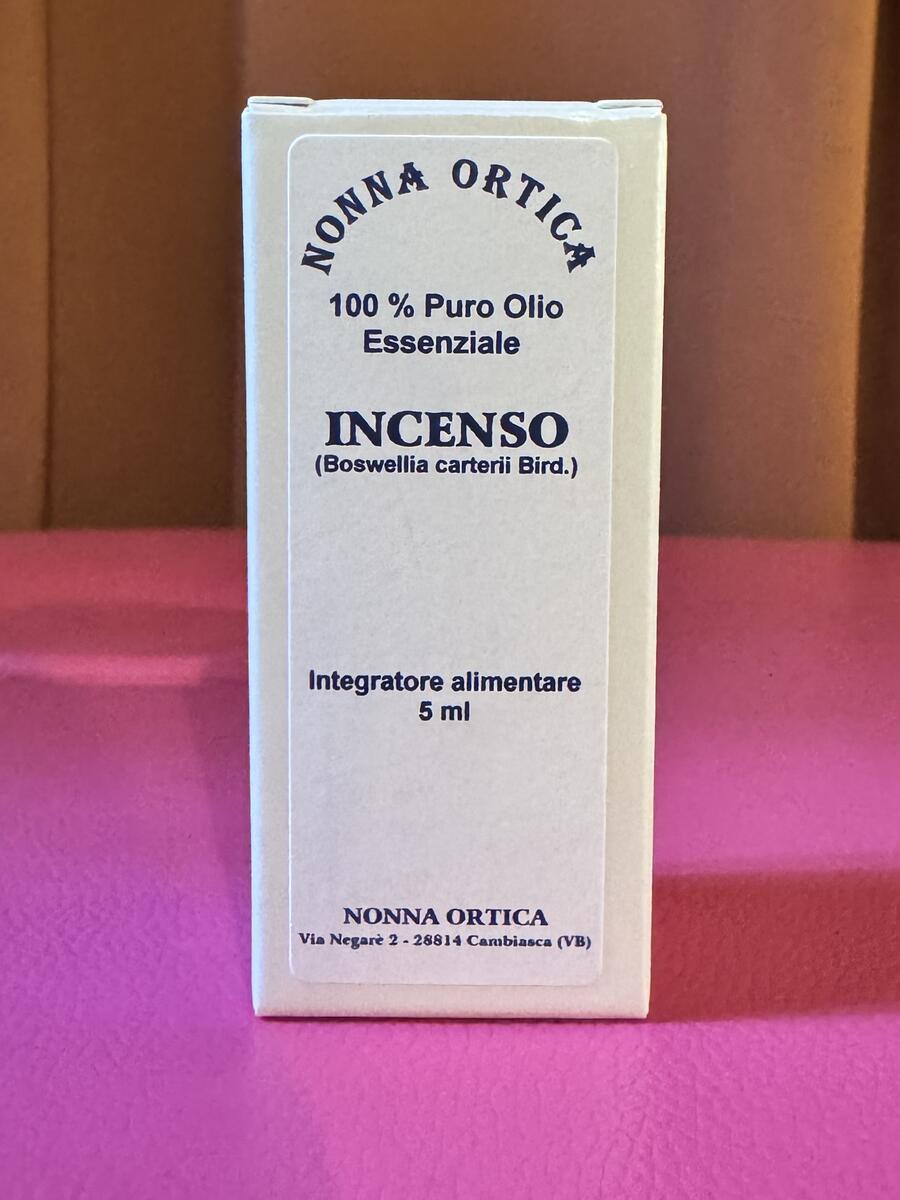 NONNA ORTICA
100 % Puro Olio
Essenziale
INCENSO
(Boswellia carterii Bird.)
Integratore alimentare
5 ml
NONNA ORTICA
Via Negarè 2 - 28814 Cambiasca (VB)